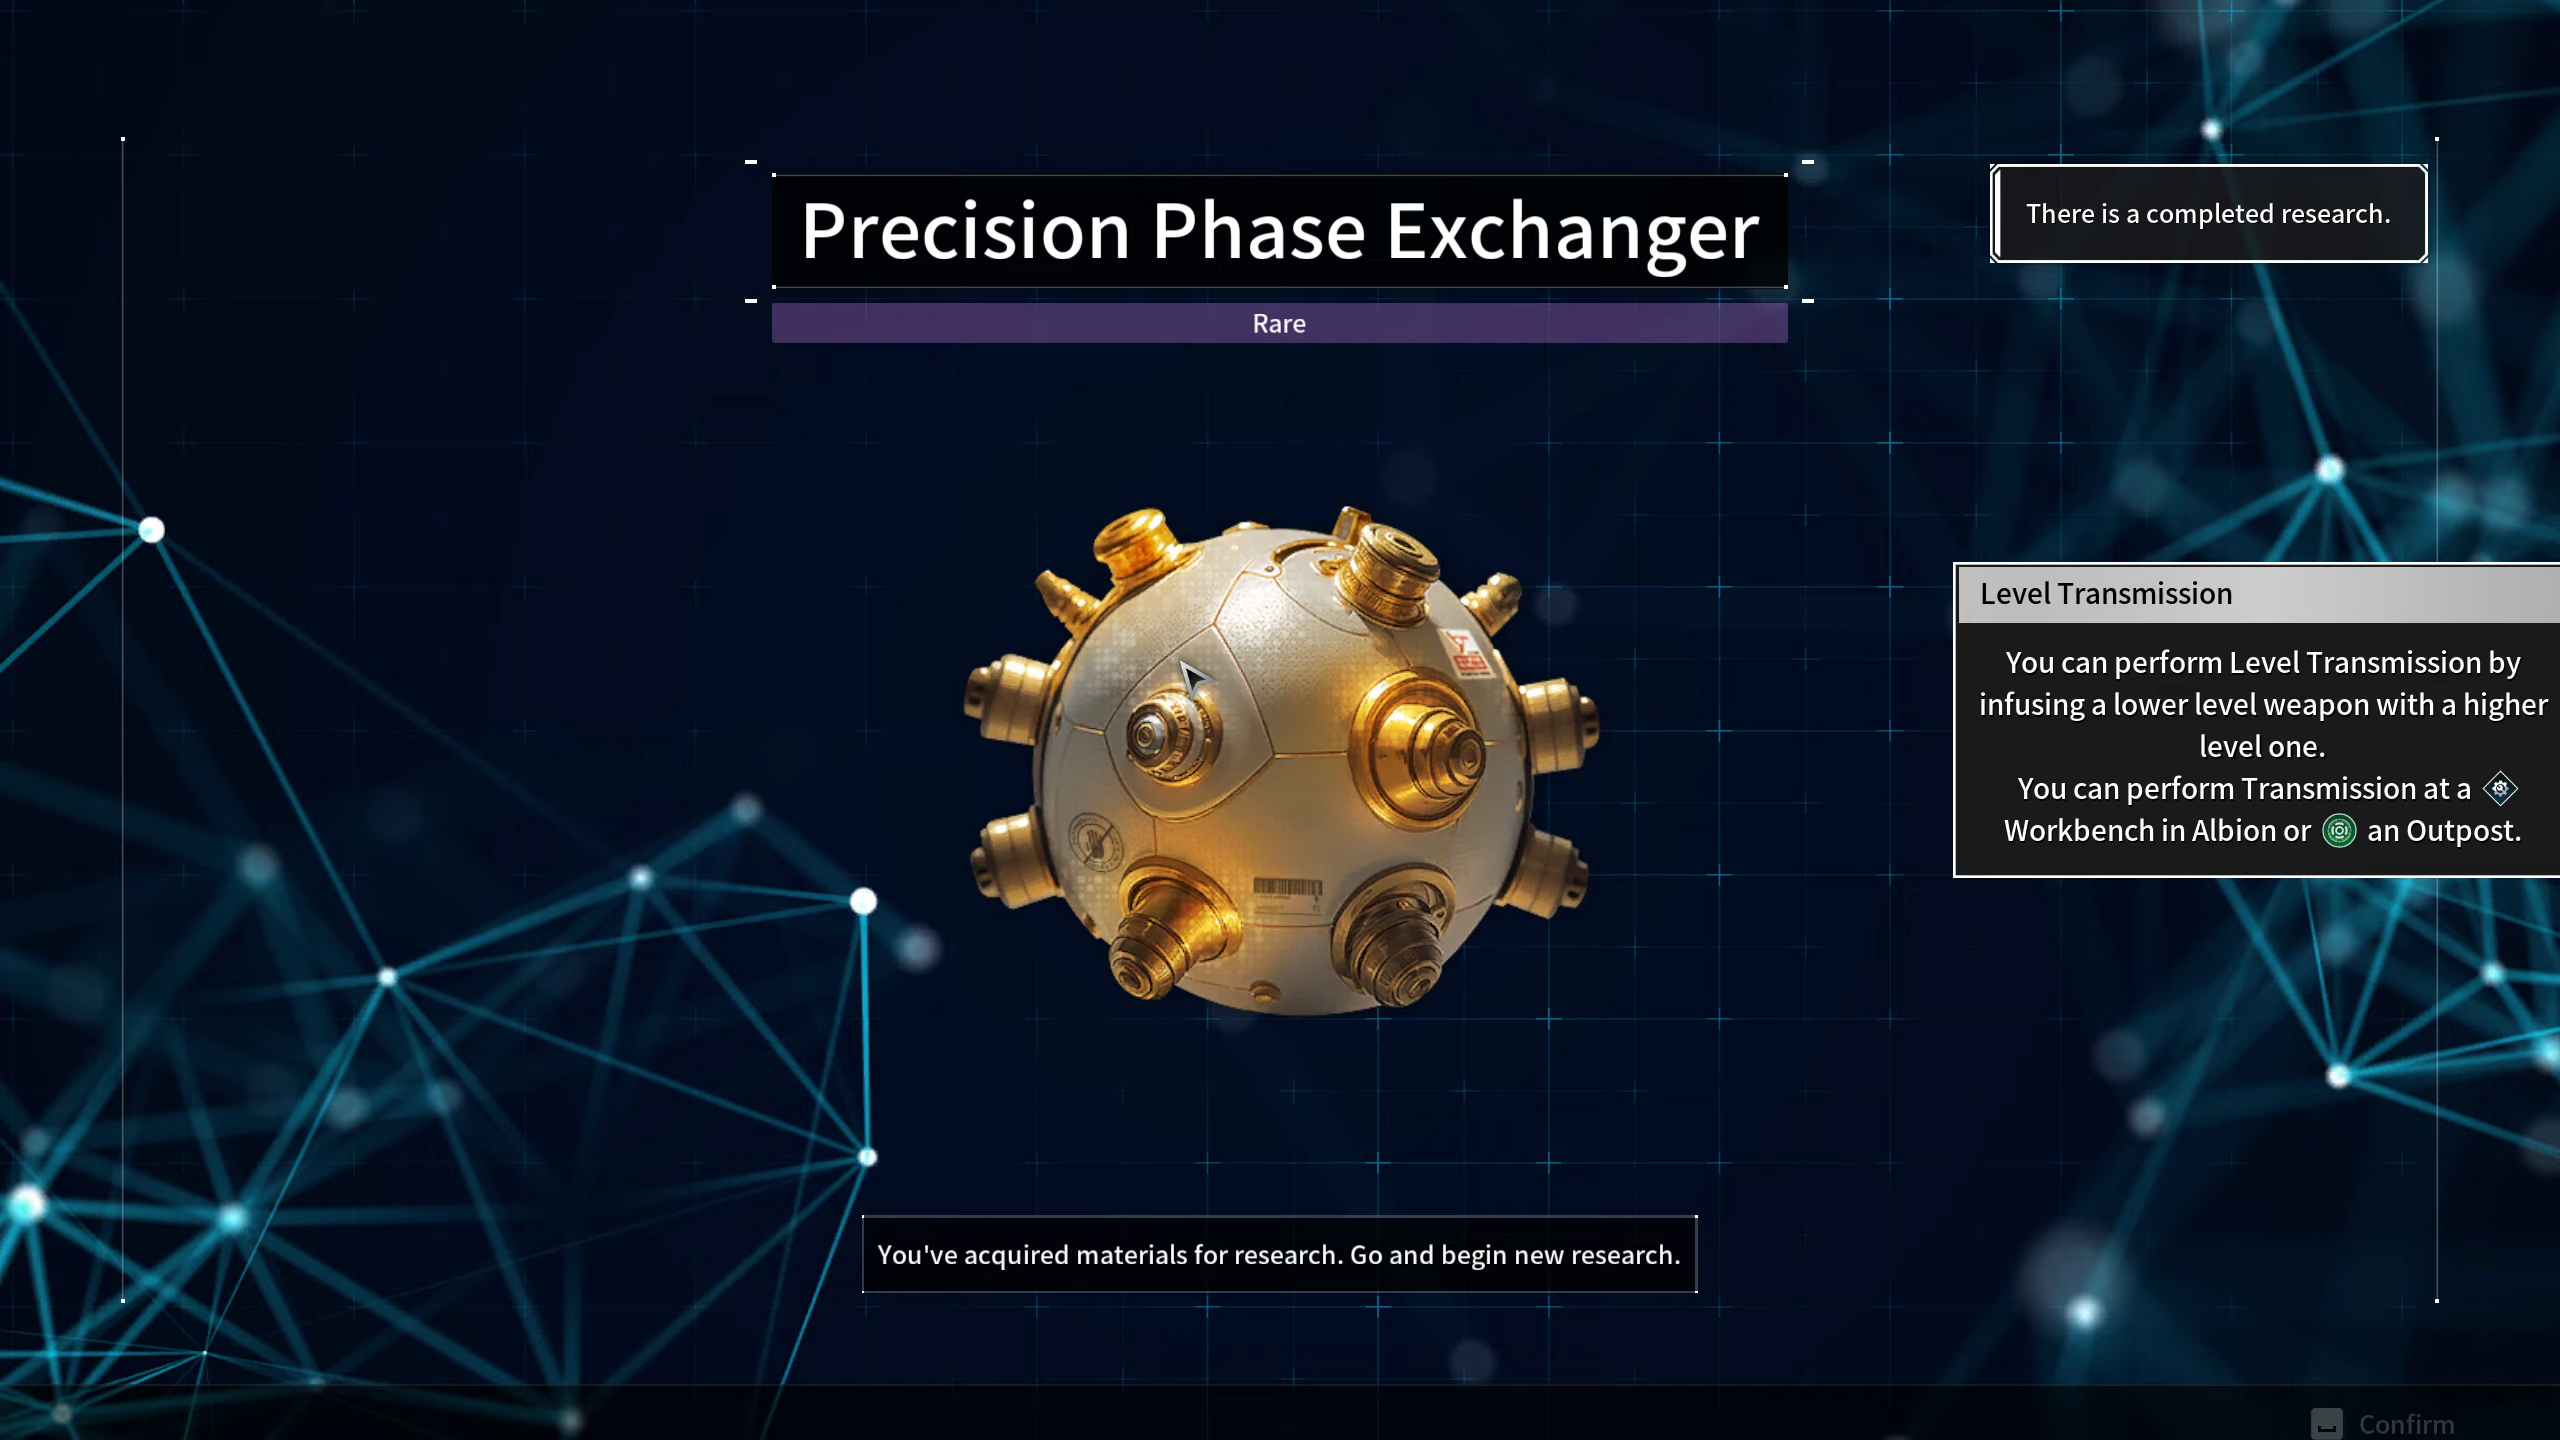 Precision Phase Exchanger
Rare
There is a completed research.
Level Transmission
You can perform Level Transmission by
infusing a lower level weapon with a higher
level one.
You can perform Transmission at a
Workbench in Albion or an Outpost.
You've acquired materials for research. Go and begin new research.
Confirm